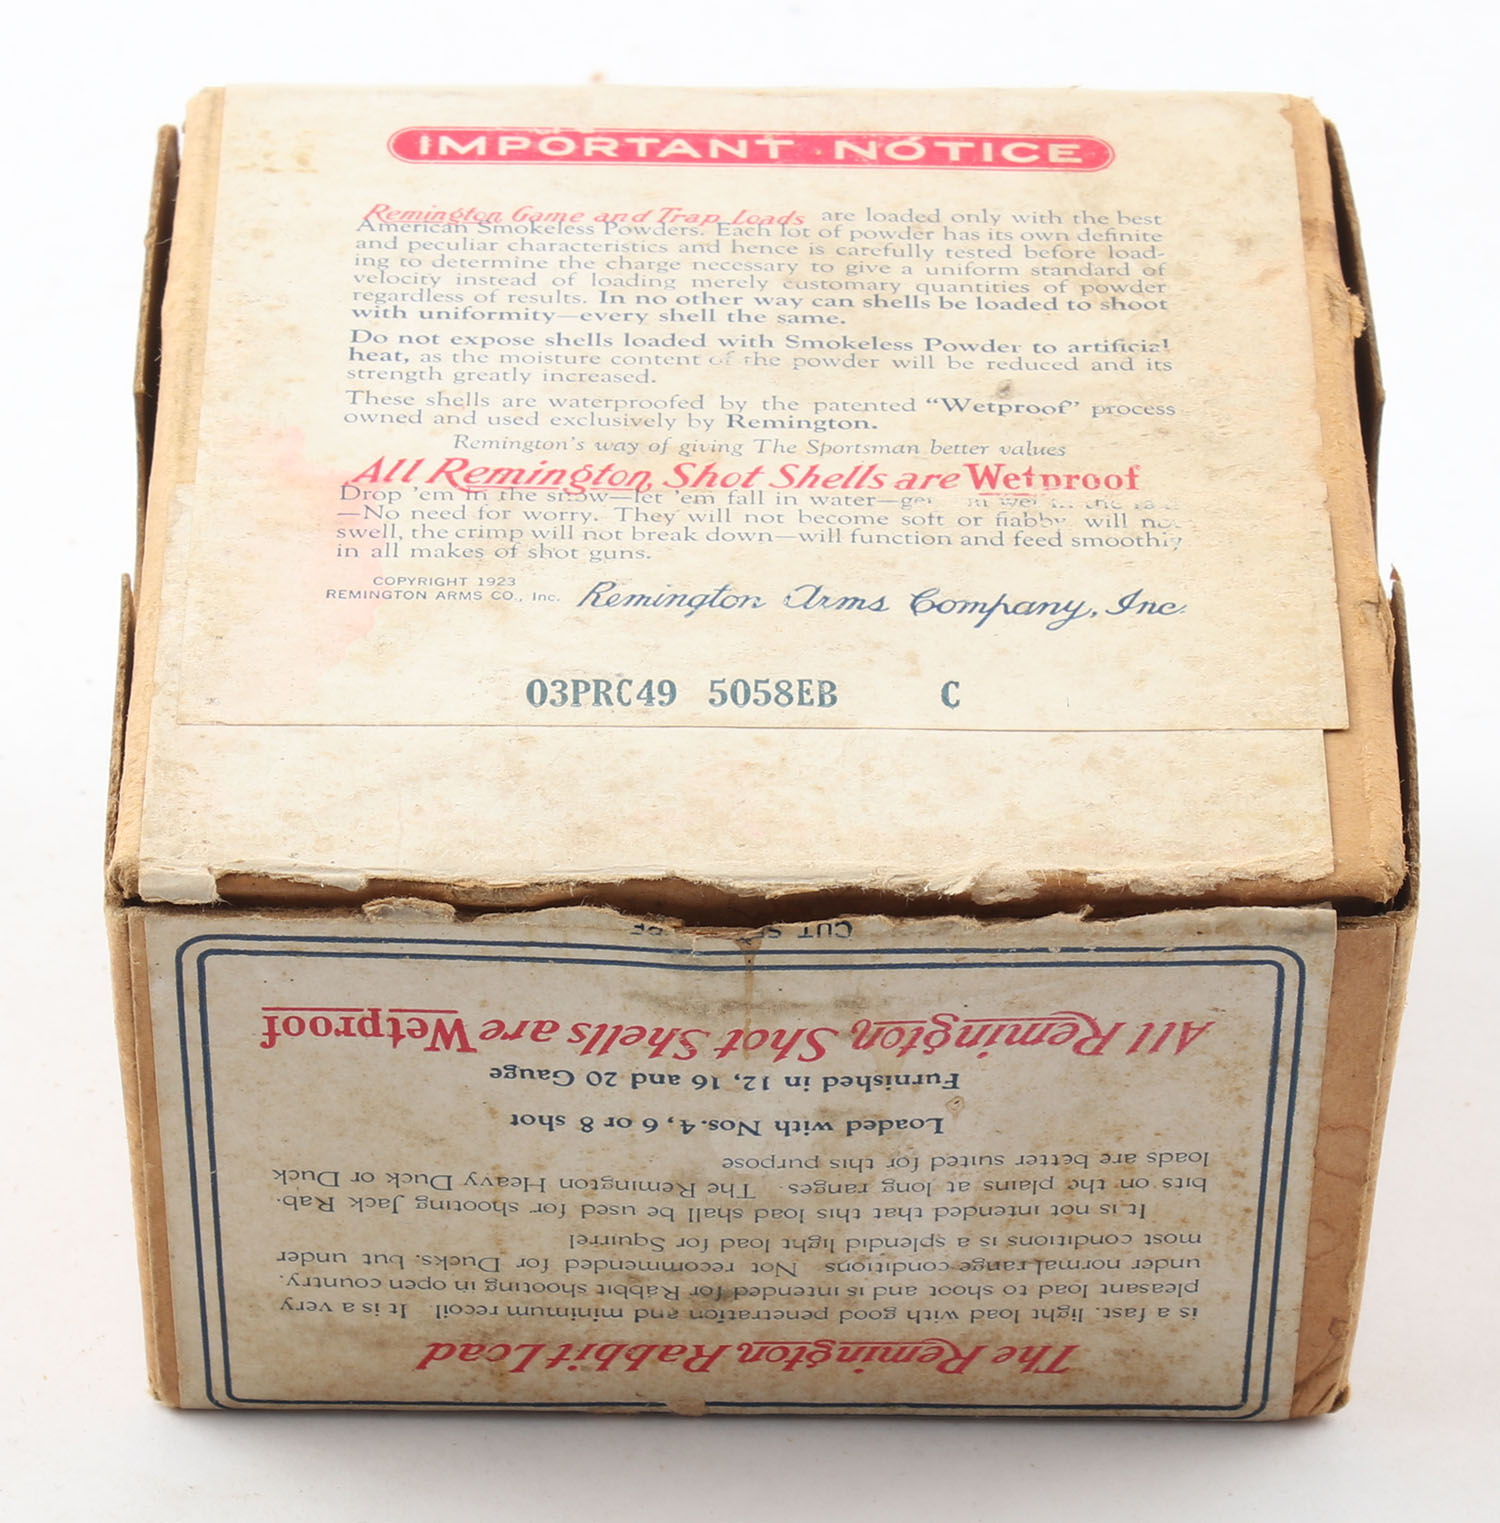 IMPORTANT · NOTICE
Remington Game and Trap Loads are loaded only with the best
American Smokeless Powders. Each lot of powder has its own definite
and peculiar characteristics and hence is carefully tested before load-
ing to determine the charge necessary to give a uniform standard of
velocity instead of loading merely customary quantities of powder
regardless of results. In no other way can shells be loaded to shoot
with uniformity—every shell the same.
Do not expose shells loaded with Smokeless Powder to artificial
heat, as the moisture content of the powder will be reduced and its
strength greatly increased.
These shells are waterproofed by the patented "Wetproof" process
owned and used exclusively by Remington.
Remington's way of giving The Sportsman better values
All Remington Shot Shells are Wetproof
Drop 'em in the snow—let 'em fall in water—
—No need for worry. They will not become soft or flabby will
swell, the crimp will not break down—will function and feed smoothly
in all makes of shot guns.
COPYRIGHT 1923
REMINGTON ARMS CO., Inc.
Remington Arms Company, Inc.
03PRC49 5058EB C
The Remington Rabbit Load
is a fast, light load with good penetration and minimum recoil. It is a very
pleasant load to shoot and is intended for Rabbit shooting in open country.
under normal range conditions Not recommended for Ducks, but under
most conditions is a splendid light load for Squirrel
It is not intended that this load shall be used for shooting Jack Rab-
bits on the plains at long ranges. The Remington Heavy Duck or Duck
loads are better suited for this purpose
Loaded with Nos. 4, 6 or 8 shot
Furnished in 12, 16 and 20 Gauge
All Remington Shot Shells are Wetproof
CUT